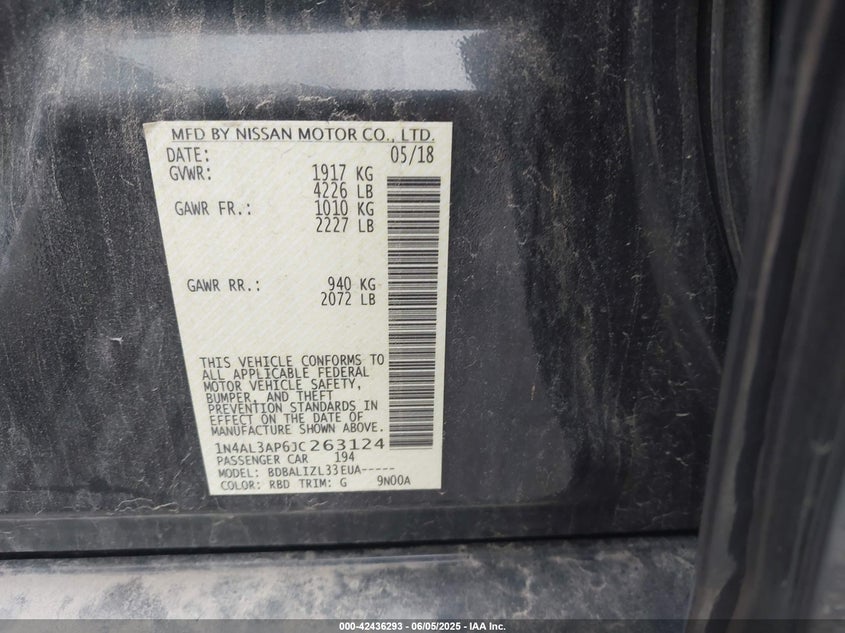 MFD BY NISSAN MOTOR CO., LTD.
DATE: 05/18
GVWR: 1917 KG
4226 LB
GAWR FR.: 1010 KG
2227 LB
GAWR RR.: 940 KG
2072 LB
THIS VEHICLE CONFORMS TO
ALL APPLICABLE FEDERAL
MOTOR VEHICLE SAFETY,
BUMPER, AND THEFT
PREVENTION STANDARDS IN
EFFECT ON THE DATE OF
MANUFACTURE SHOWN ABOVE.
1N4AL3AP6JC263124
PASSENGER CAR 194
MODEL: BDBALIZL33EUA-----
COLOR: RBD TRIM: G 9N00A
000-42436293 - 06/05/2025 - IAA Inc.